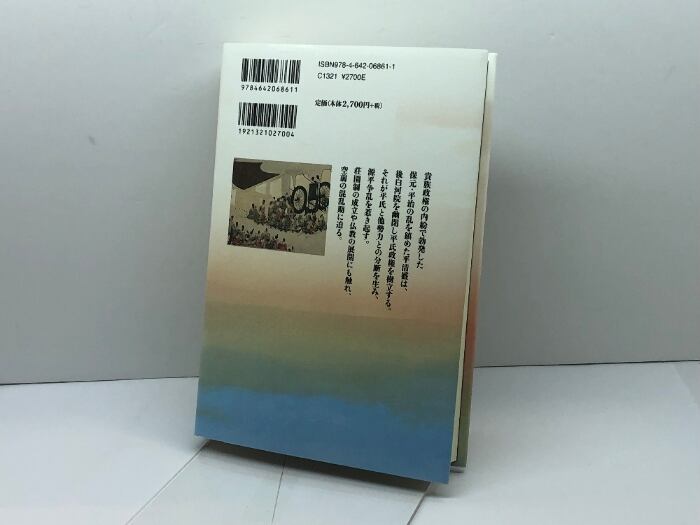 ISBN978-4-642-06861-1
C1321 ¥2700E
9784642068611
定価(本体2,700円+税)
1921321027004
貴族政権の内紛で勃発した
保元・平治の乱を鎮めた平清盛は、
後白河院を幽閉し平氏政権を樹立する。
それが平氏と他勢力との分断を生み、
源平争乱を惹き起す。
荘園制の成立や仏教の展開にも触れ、
空前の混乱期に迫る。